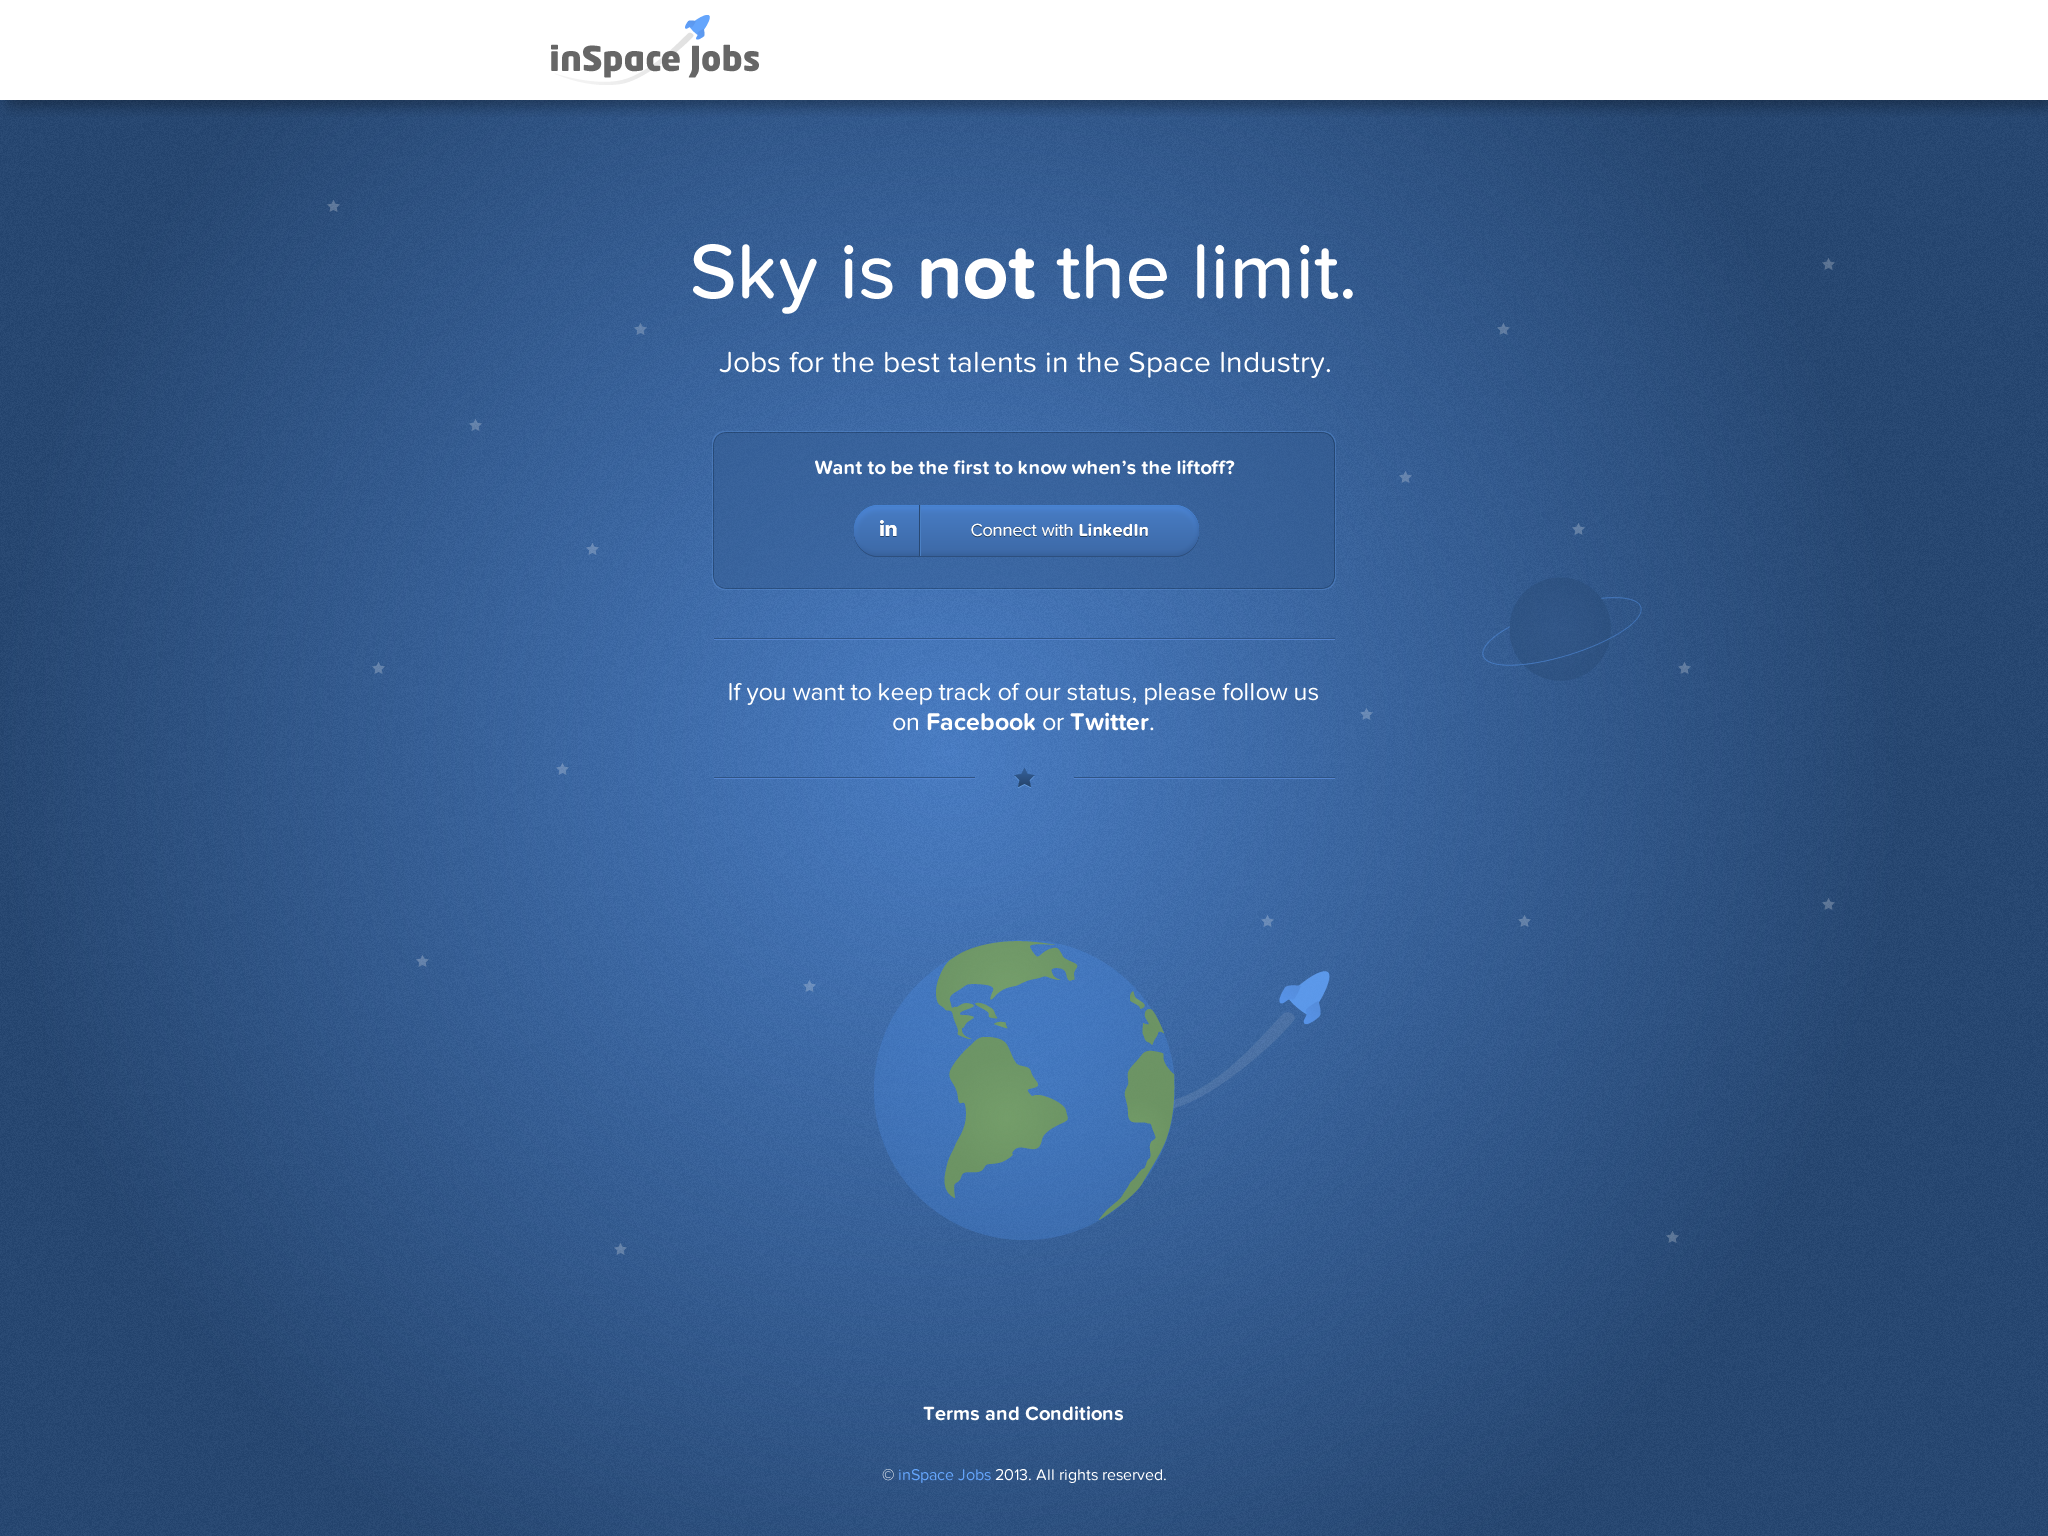 inSpace Jobs
Sky is not the limit.
Jobs for the best talents in the Space Industry.
Want to be the first to know when’s the liftoff?
in Connect with LinkedIn
If you want to keep track of our status, please follow us
on Facebook or Twitter.
Terms and Conditions
© inSpace Jobs 2013. All rights reserved.